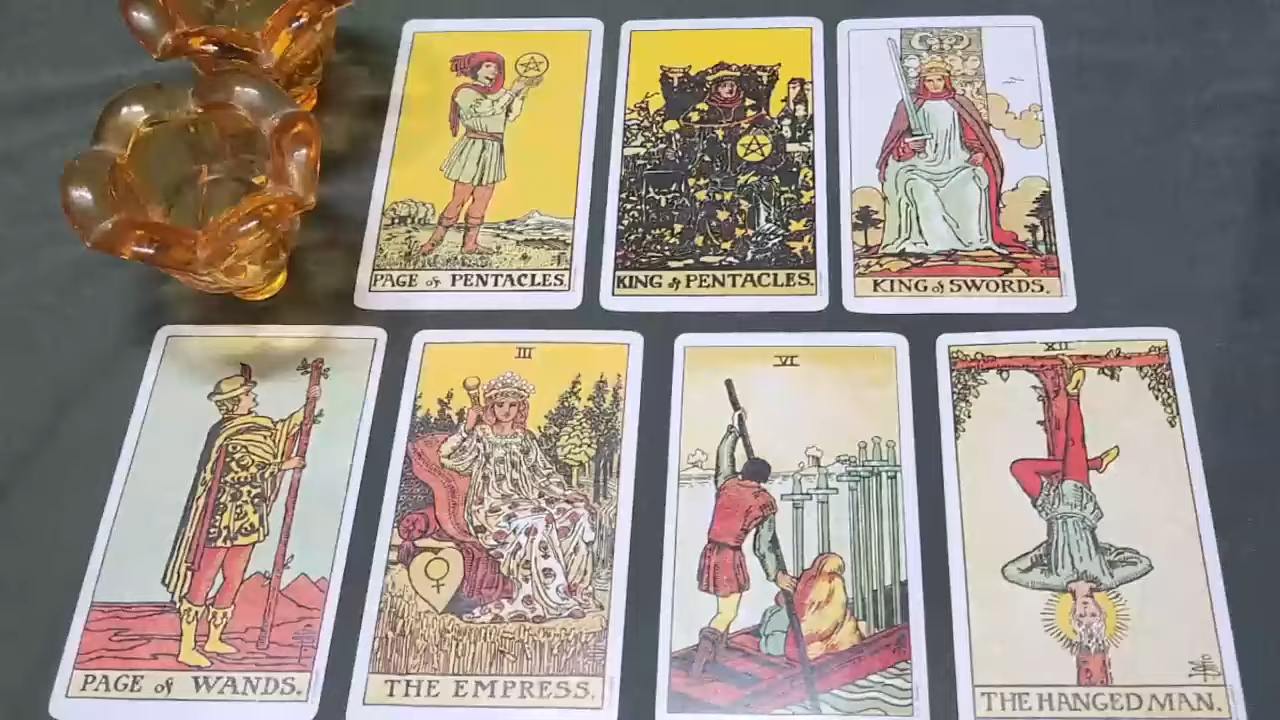 PAGE of PENTACLES.
KING of PENTACLES.
KING of SWORDS.
PAGE of WANDS.
III
THE EMPRESS.
VI
XII
THE HANGED MAN.